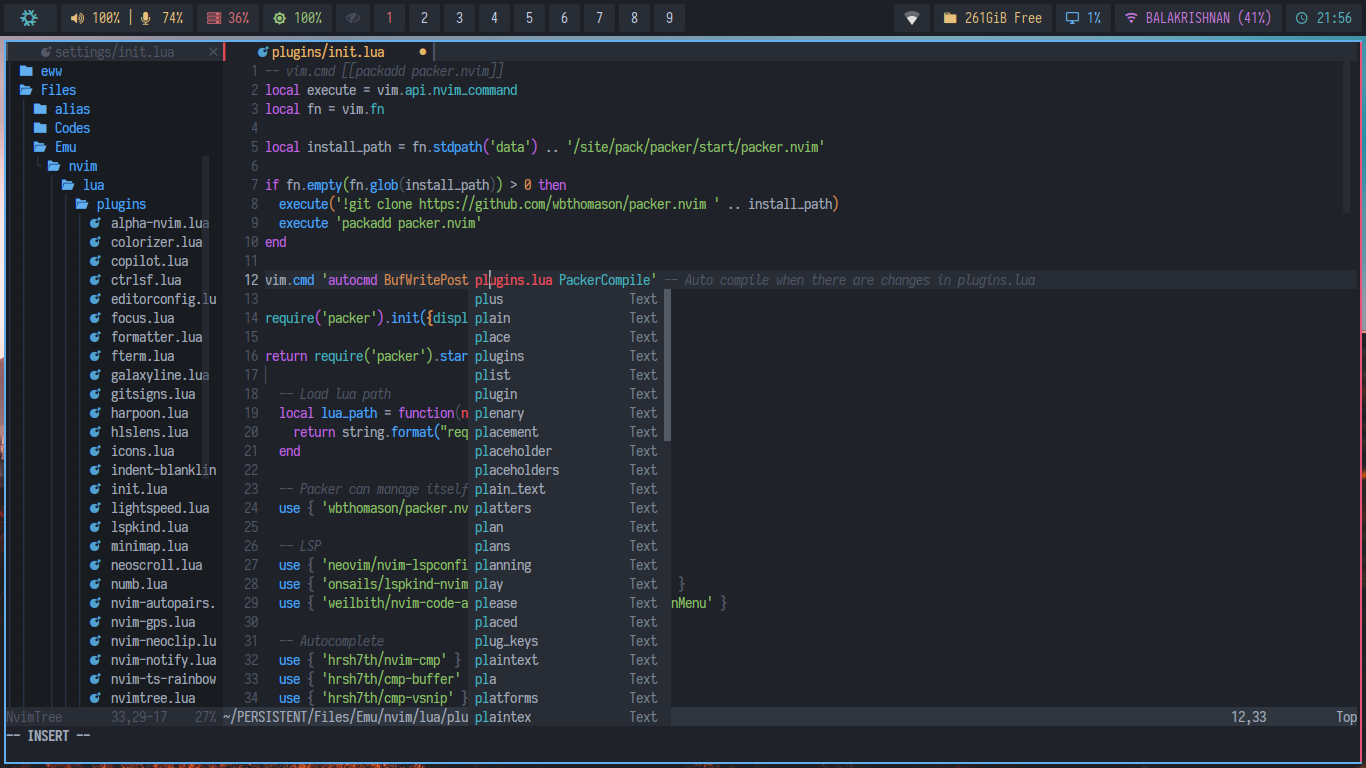 100% | 74% 36% 100% 1 2 3 4 5 6 7 8 9 261GiB Free 1% BALAKRISHNAN (41%) 21:56
settings/init.lua plugins/init.lua
eww
Files
alias
Codes
Emu
nvim
lua
plugins
alpha-nvim.lua
colorizer.lua
copilot.lua
ctrlsf.lua
editorconfig.lu
focus.lua
formatter.lua
fterm.lua
galaxyline.lua
gitsigns.lua
harpoon.lua
hlslens.lua
icons.lua
indent-blanklin
init.lua
lightspeed.lua
lspkind.lua
minimap.lua
neoscroll.lua
numb.lua
nvim-autopairs.
nvim-gps.lua
nvim-neoclip.lu
nvim-notify.lua
nvim-ts-rainbow
nvimtree.lua
1 -- vim.cmd [[packadd packer.nvim]]
2 local execute = vim.api.nvim_command
3 local fn = vim.fn
4
5 local install_path = fn.stdpath('data') .. '/site/pack/packer/start/packer.nvim'
6
7 if fn.empty(fn.glob(install_path)) > 0 then
8 execute('!git clone https://github.com/wbthomason/packer.nvim ' .. install_path)
9 execute 'packadd packer.nvim'
10 end
11
12 vim.cmd 'autocmd BufWritePost plugins.lua PackerCompile' -- Auto compile when there are changes in plugins.lua
13
14 require('packer').init({displ
15
16 return require('packer').star
17
18 -- Load lua path
19 local lua_path = function(n
20 return string.format("req
21 end
22
23 -- Packer can manage itself
24 use { 'wbthomason/packer.nv
25
26 -- LSP
27 use { 'neovim/nvim-lspconfi
28 use { 'onsails/lspkind-nvim }
29 use { 'weilbith/nvim-code-a nMenu' }
30
31 -- Autocomplete
32 use { 'hrsh7th/nvim-cmp' }
33 use { 'hrsh7th/cmp-buffer'
34 use { 'hrsh7th/cmp-vsnip' }
plus Text
plain Text
place Text
plugins Text
plist Text
plugin Text
plenary Text
placement Text
placeholder Text
placeholders Text
plain_text Text
platters Text
plan Text
plans Text
planning Text
play Text
please Text
placed Text
plug_keys Text
plaintext Text
pla Text
platforms Text
plaintex Text
NvimTree 33,29-17 27% ~/PERSISTENT/Files/Emu/nvim/lua/plu 12,33 Top
-- INSERT --